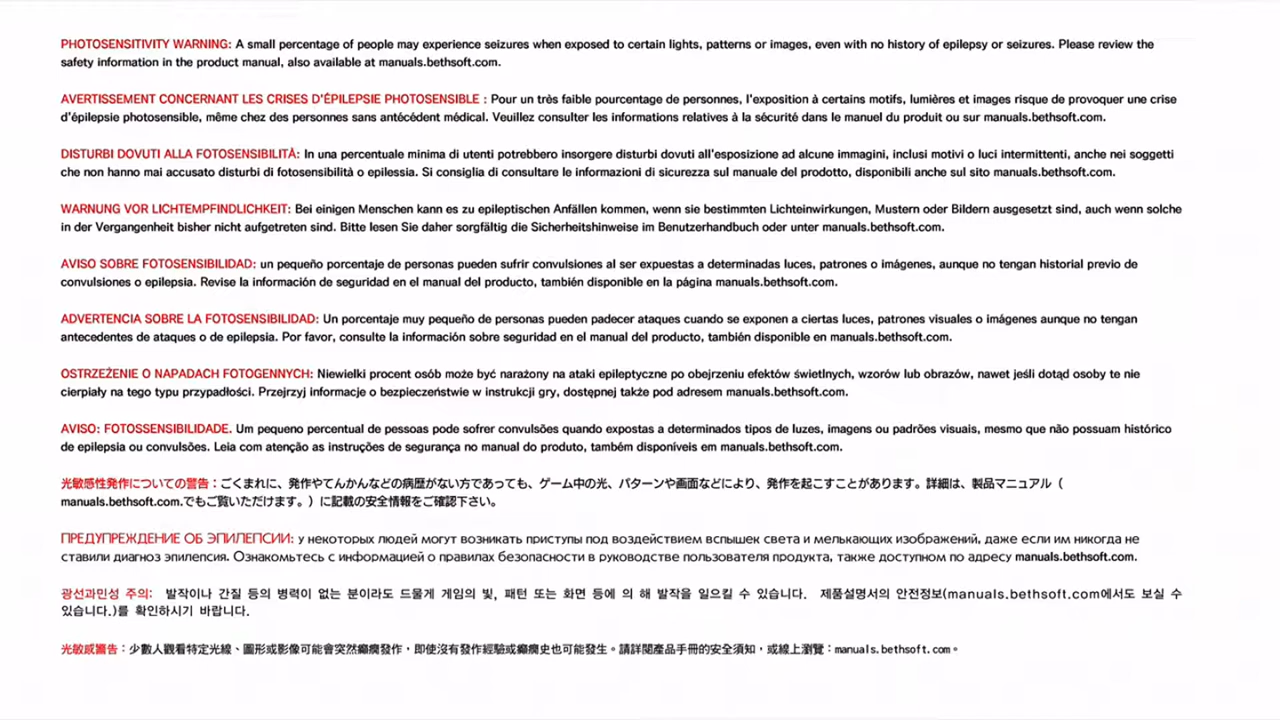 PHOTOSENSITIVITY WARNING: A small percentage of people may experience seizures when exposed to certain lights, patterns or images, even with no history of epilepsy or seizures. Please review the
safety information in the product manual, also available at manuals.bethsoft.com.
AVERTISSEMENT CONCERNANT LES CRISES D'ÉPILEPSIE PHOTOSENSIBLE : Pour un très faible pourcentage de personnes, l'exposition à certains motifs, lumières et images risque de provoquer une crise
d'épilepsie photosensible, même chez des personnes sans antécédent médical. Veuillez consulter les informations relatives à la sécurité dans le manuel du produit ou sur manuals.bethsoft.com.
DISTURBI DOVUTI ALLA FOTOSENSIBILITÀ: In una percentuale minima di utenti potrebbero insorgere disturbi dovuti all'esposizione ad alcune immagini, inclusi motivi o luci intermittenti, anche nei soggetti
che non hanno mai accusato disturbi di fotosensibilità o epilessia. Si consiglia di consultare le informazioni di sicurezza sul manuale del prodotto, disponibili anche sul sito manuals.bethsoft.com.
WARNUNG VOR LICHTEMPFINDLICHKEIT: Bei einigen Menschen kann es zu epileptischen Anfällen kommen, wenn sie bestimmten Lichteinwirkungen, Mustern oder Bildern ausgesetzt sind, auch wenn solche
in der Vergangenheit bisher nicht aufgetreten sind. Bitte lesen Sie daher sorgfältig die Sicherheitshinweise im Benutzerhandbuch oder unter manuals.bethsoft.com.
AVISO SOBRE FOTOSENSIBILIDAD: un pequeño porcentaje de personas pueden sufrir convulsiones al ser expuestas a determinadas luces, patrones o imágenes, aunque no tengan historial previo de
convulsiones o epilepsia. Revise la información de seguridad en el manual del producto, también disponible en la página manuals.bethsoft.com.
ADVERTENCIA SOBRE LA FOTOSENSIBILIDAD: Un porcentaje muy pequeño de personas pueden padecer ataques cuando se exponen a ciertas luces, patrones visuales o imágenes aunque no tengan
antecedentes de ataques o de epilepsia. Por favor, consulte la información sobre seguridad en el manual del producto, también disponible en manuals.bethsoft.com.
OSTRZEŻENIE O NAPADACH FOTOGENNYCH: Niewielki procent osób może być narażony na ataki epileptyczne po obejrzeniu efektów świetlnych, wzorów lub obrazów, nawet jeśli dotąd osoby te nie
cierpiały na tego typu przypadłości. Przejrzyj informacje o bezpieczeństwie w instrukcji gry, dostępnej także pod adresem manuals.bethsoft.com.
AVISO: FOTOSSENSIBILIDADE. Um pequeno percentual de pessoas pode sofrer convulsões quando expostas a determinados tipos de luzes, imagens ou padrões visuais, mesmo que não possuam histórico
de epilepsia ou convulsões. Leia com atenção as instruções de segurança no manual do produto, também disponíveis em manuals.bethsoft.com.
光敏感性発作についての警告：ごくまれに、発作やてんかんなどの病歴がない方であっても、ゲーム中の光、パターンや画面などにより、発作を起こすことがあります。詳細は、製品マニュアル（
manuals.bethsoft.com.でもご覧いただけます。）に記載の安全情報をご確認下さい。
ПРЕДУПРЕЖДЕНИЕ ОБ ЭПИЛЕПСИИ: у некоторых людей могут возникать приступы под воздействием вспышек света и мелькающих изображений, даже если им никогда не
ставили диагноз эпилепсия. Ознакомьтесь с информацией о правилах безопасности в руководстве пользователя продукта, также доступном по адресу manuals.bethsoft.com.
광선과민성 주의: 발작이나 간질 등의 병력이 없는 분이라도 드물게 게임의 빛, 패턴 또는 화면 등에 의 해 발작을 일으킬 수 있습니다. 제품설명서의 안전정보(manuals.bethsoft.com에서도 보실 수
있습니다.)를 확인하시기 바랍니다.
光敏感警告：少數人觀看特定光線、圖形或影像可能會突然癲癇發作，即使沒有發作經驗或癲癇史也可能發生。請詳閱產品手冊的安全須知，或線上瀏覽：manuals.bethsoft.com。